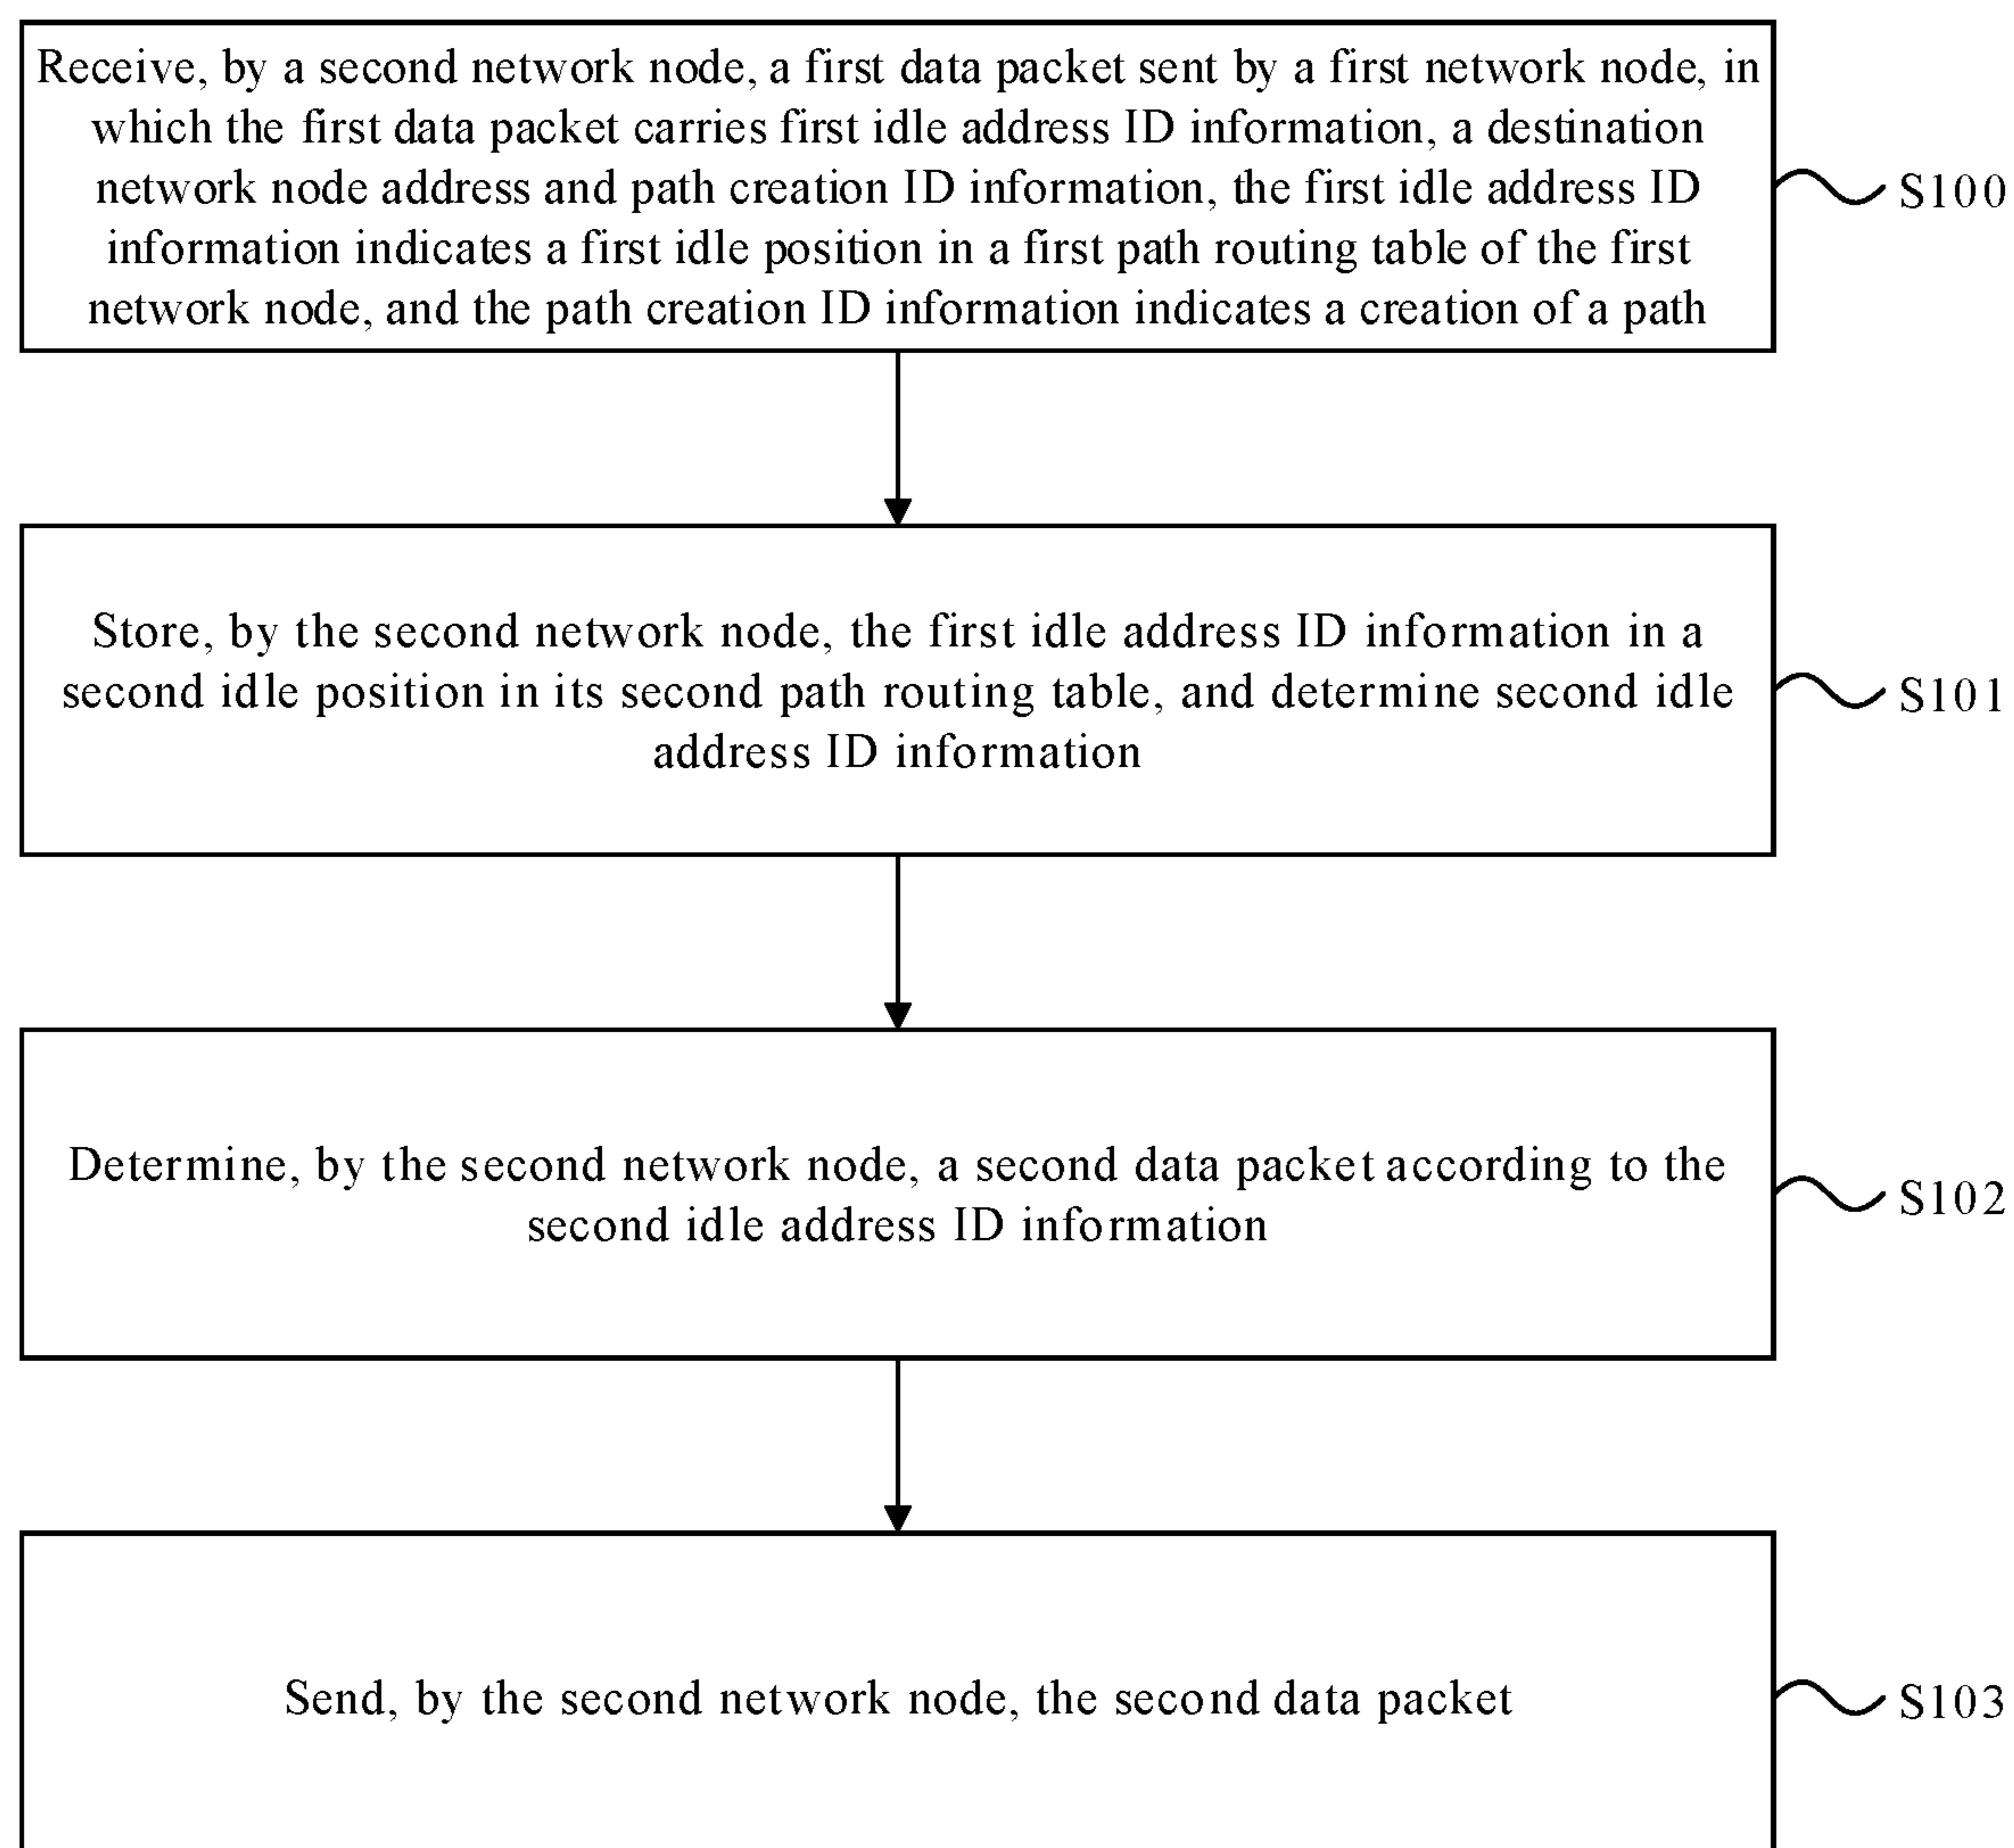 Receive, by a second network node, a first data packet sent by a first network node, in
which the first data packet carries first idle address ID information, a destination
network node address and path creation ID information, the first idle address ID
information indicates a first idle position in a first path routing table of the first
network node, and the path creation ID information indicates a creation of a path
S100
Store, by the second network node, the first idle address ID information in a
second idle position in its second path routing table, and determine second idle
address ID information
S101
Determine, by the second network node, a second data packet according to the
second idle address ID information
S102
Send, by the second network node, the second data packet
S103